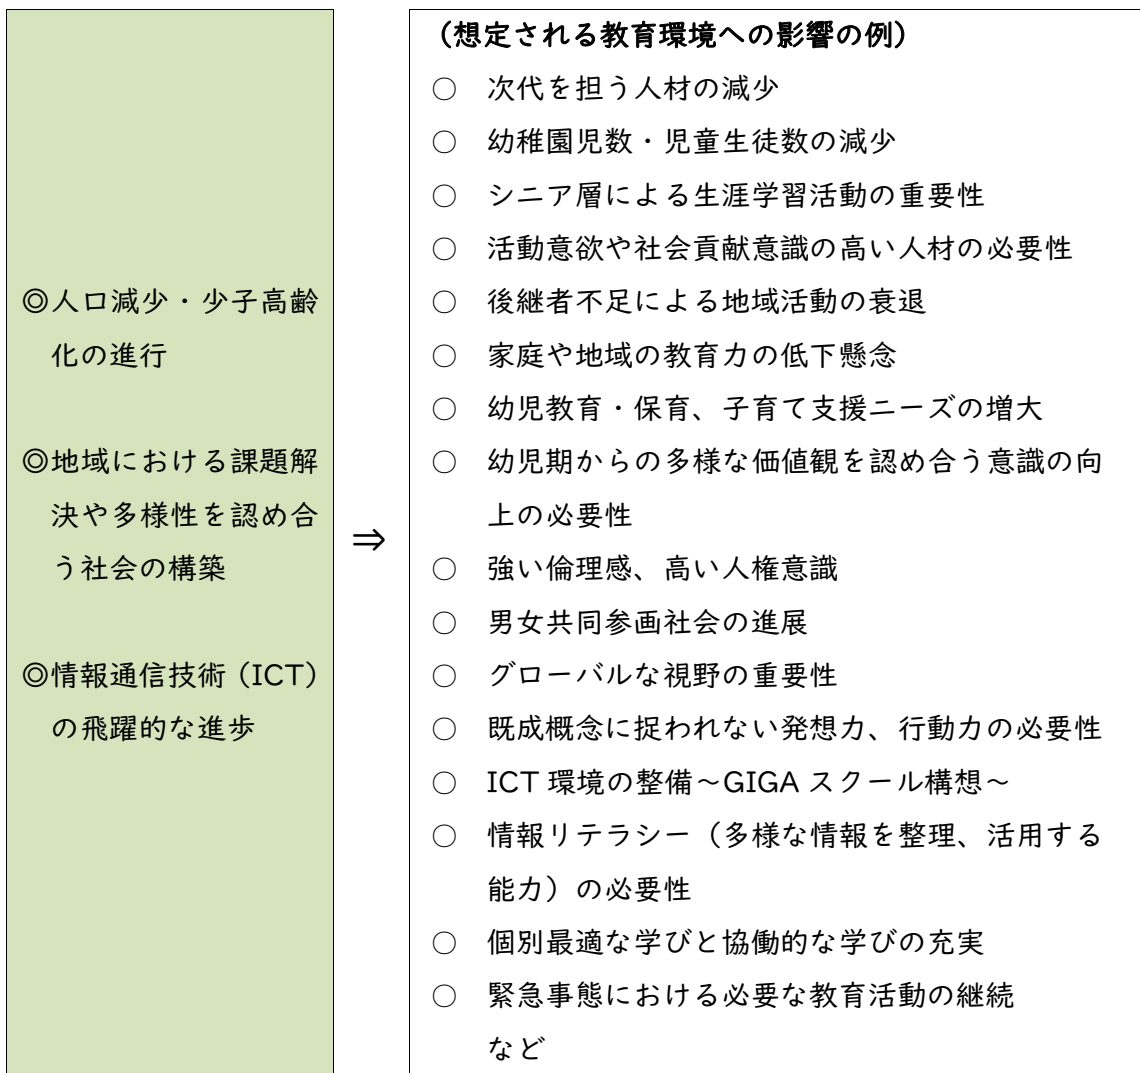 ◎人口減少・少子高齢
化の進行
◎地域における課題解
決や多様性を認め合
う社会の構築
◎情報通信技術（ICT）
の飛躍的な進歩
⇒
（想定される教育環境への影響の例）
○ 次代を担う人材の減少
○ 幼稚園児数・児童生徒数の減少
○ シニア層による生涯学習活動の重要性
○ 活動意欲や社会貢献意識の高い人材の必要性
○ 後継者不足による地域活動の衰退
○ 家庭や地域の教育力の低下懸念
○ 幼児教育・保育、子育て支援ニーズの増大
○ 幼児期からの多様な価値観を認め合う意識の向
上の必要性
○ 強い倫理感、高い人権意識
○ 男女共同参画社会の進展
○ グローバルな視野の重要性
○ 既成概念に捉われない発想力、行動力の必要性
○ ICT 環境の整備～GIGA スクール構想～
○ 情報リテラシー（多様な情報を整理、活用する
能力）の必要性
○ 個別最適な学びと協働的な学びの充実
○ 緊急事態における必要な教育活動の継続
など